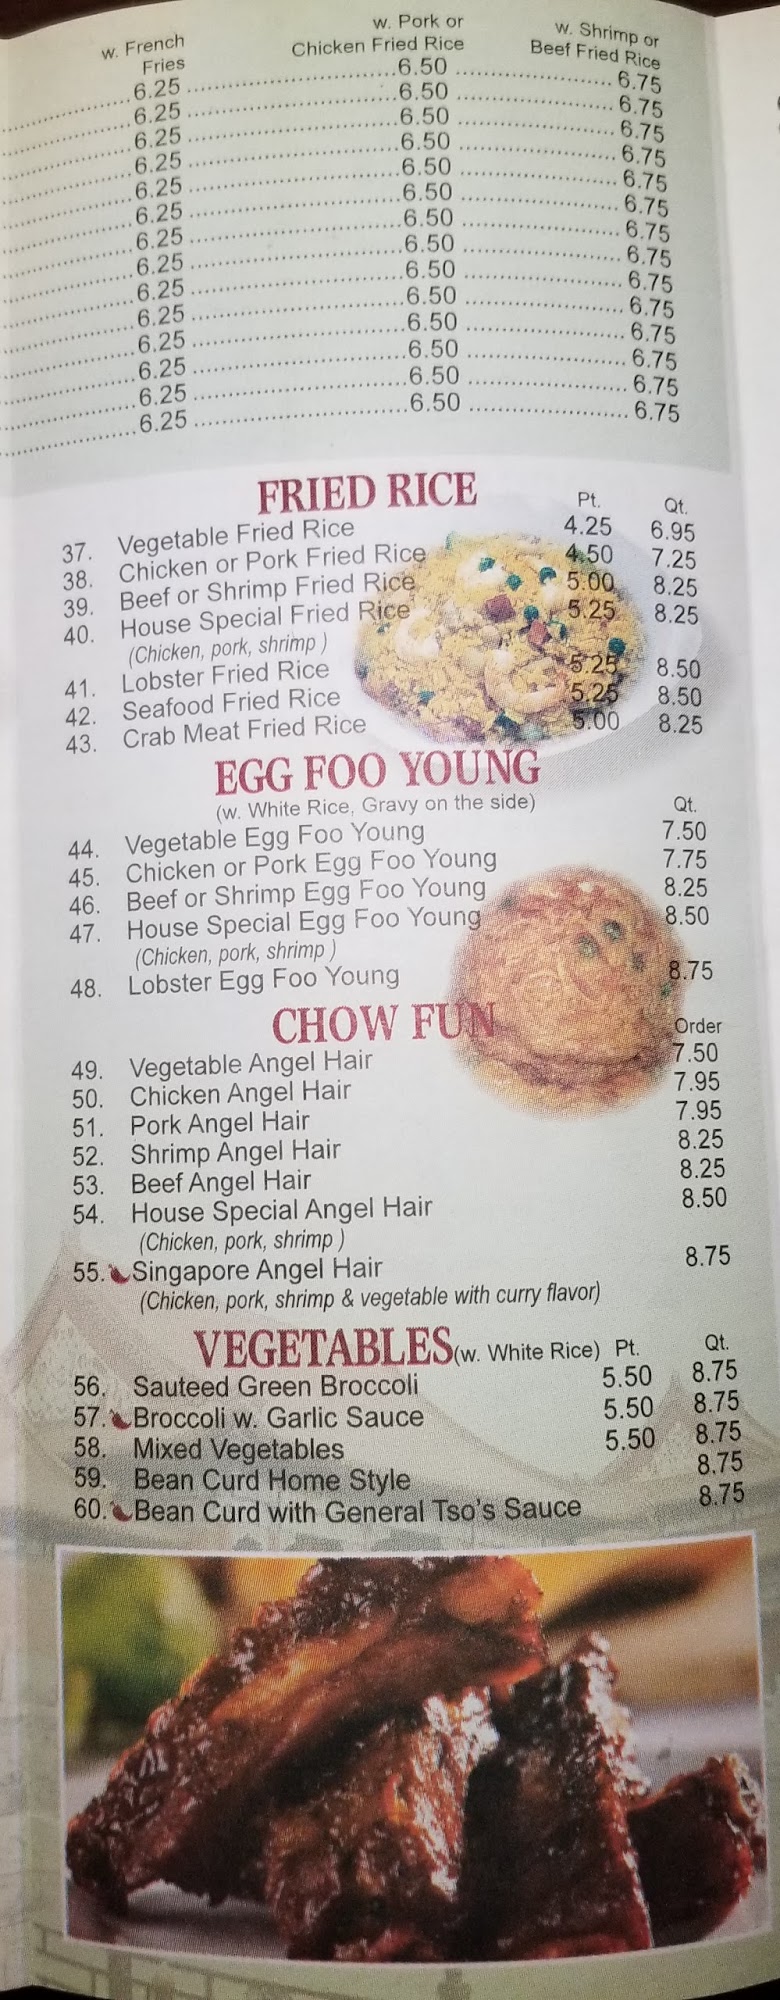 w. French
Fries
w. Pork or
Chicken Fried Rice
w. Shrimp or
Beef Fried Rice
6.25 6.50 6.75
6.25 6.50 6.75
6.25 6.50 6.75
6.25 6.50 6.75
6.25 6.50 6.75
6.25 6.50 6.75
6.25 6.50 6.75
6.25 6.50 6.75
6.25 6.50 6.75
6.25 6.50 6.75
6.25 6.50 6.75
6.25 6.50 6.75
6.25 6.50 6.75
6.25 6.50 6.75
FRIED RICE Pt. Qt.
37. Vegetable Fried Rice 4.25 6.95
38. Chicken or Pork Fried Rice 4.50 7.25
39. Beef or Shrimp Fried Rice 5.00 8.25
40. House Special Fried Rice 5.25 8.25
(Chicken, pork, shrimp )
41. Lobster Fried Rice 5.25 8.50
42. Seafood Fried Rice 5.25 8.50
43. Crab Meat Fried Rice 5.00 8.25
EGG FOO YOUNG
(w. White Rice, Gravy on the side) Qt.
44. Vegetable Egg Foo Young 7.50
45. Chicken or Pork Egg Foo Young 7.75
46. Beef or Shrimp Egg Foo Young 8.25
47. House Special Egg Foo Young 8.50
(Chicken, pork, shrimp )
48. Lobster Egg Foo Young 8.75
CHOW FUN Order
49. Vegetable Angel Hair 7.50
50. Chicken Angel Hair 7.95
51. Pork Angel Hair 7.95
52. Shrimp Angel Hair 8.25
53. Beef Angel Hair 8.25
54. House Special Angel Hair 8.50
(Chicken, pork, shrimp )
55. Singapore Angel Hair 8.75
(Chicken, pork, shrimp & vegetable with curry flavor)
VEGETABLES (w. White Rice) Pt. Qt.
56. Sauteed Green Broccoli 5.50 8.75
57. Broccoli w. Garlic Sauce 5.50 8.75
58. Mixed Vegetables 5.50 8.75
59. Bean Curd Home Style 8.75
60. Bean Curd with General Tso's Sauce 8.75